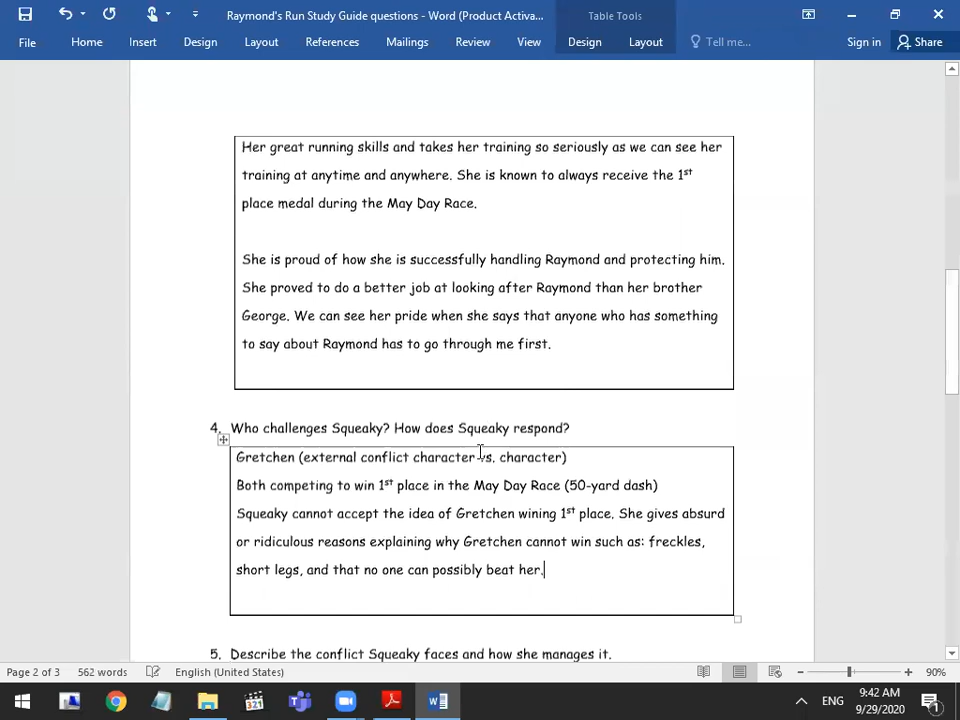 Raymond's Run Study Guide questions - Word (Product Activa...
Table Tools
File Home Insert Design Layout References Mailings Review View Design Layout Tell me... Sign in Share
Her great running skills and takes her training so seriously as we can see her
training at anytime and anywhere. She is known to always receive the 1st
place medal during the May Day Race.
She is proud of how she is successfully handling Raymond and protecting him.
She proved to do a better job at looking after Raymond than her brother
George. We can see her pride when she says that anyone who has something
to say about Raymond has to go through me first.
4. Who challenges Squeaky? How does Squeaky respond?
Gretchen (external conflict character vs. character)
Both competing to win 1st place in the May Day Race (50-yard dash)
Squeaky cannot accept the idea of Gretchen wining 1st place. She gives absurd
or ridiculous reasons explaining why Gretchen cannot win such as: freckles,
short legs, and that no one can possibly beat her.
5. Describe the conflict Squeaky faces and how she manages it.
Page 2 of 3 562 words English (United States) 90%
321
ENG
9:42 AM
9/29/2020
1